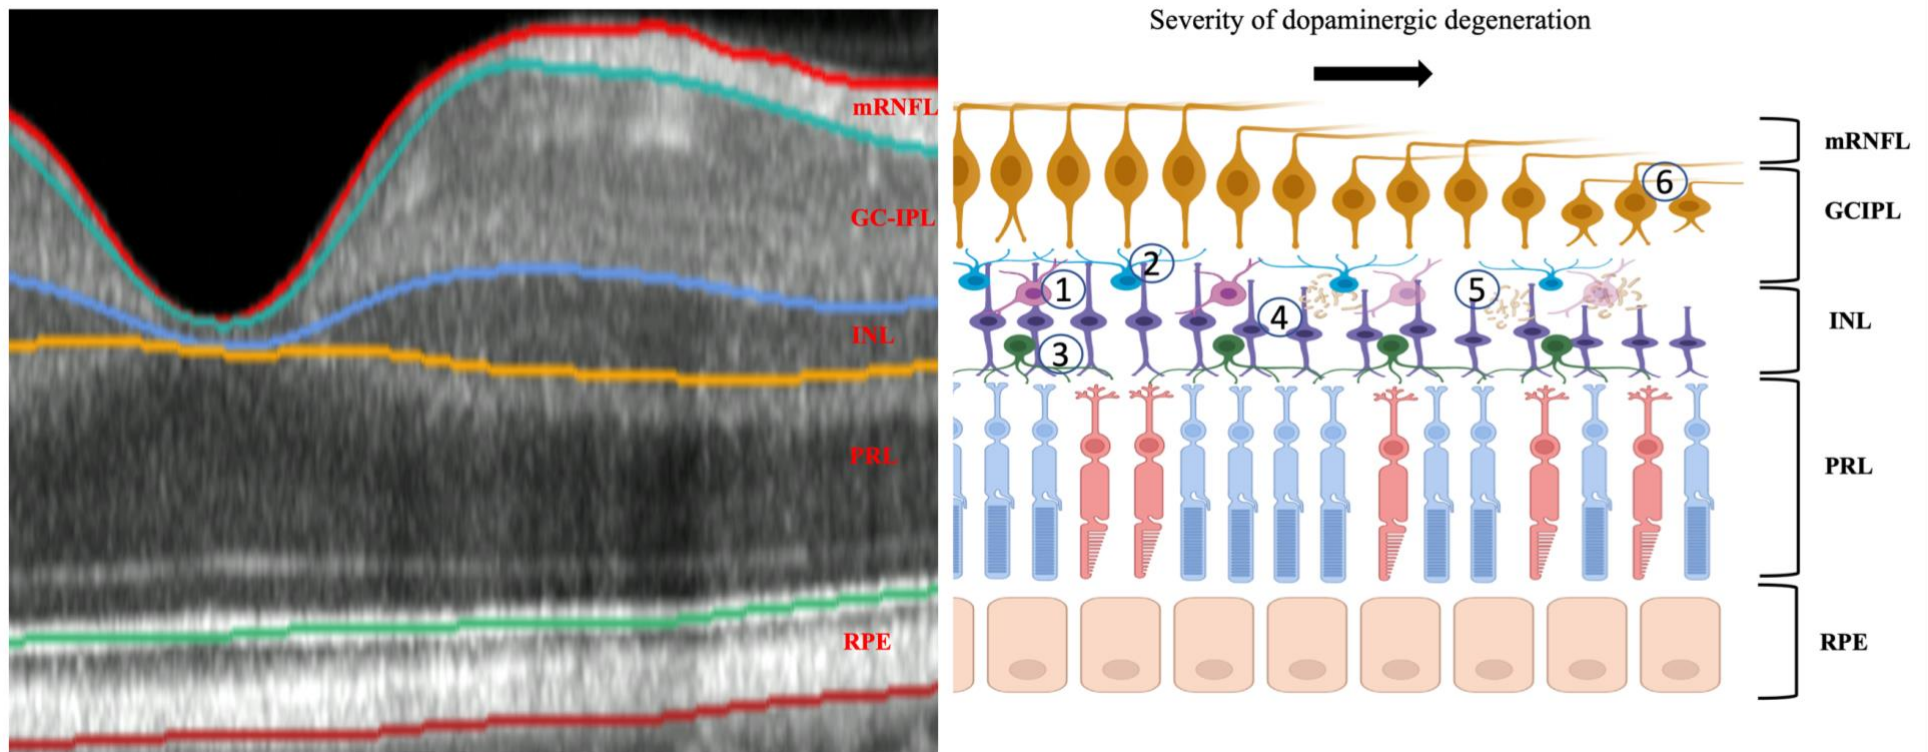 mRNFL
GC-IPL
INL
PRL
RPE
Severity of dopaminergic degeneration
1
2
3
4
5
6
mRNFL
GCIPL
INL
PRL
RPE